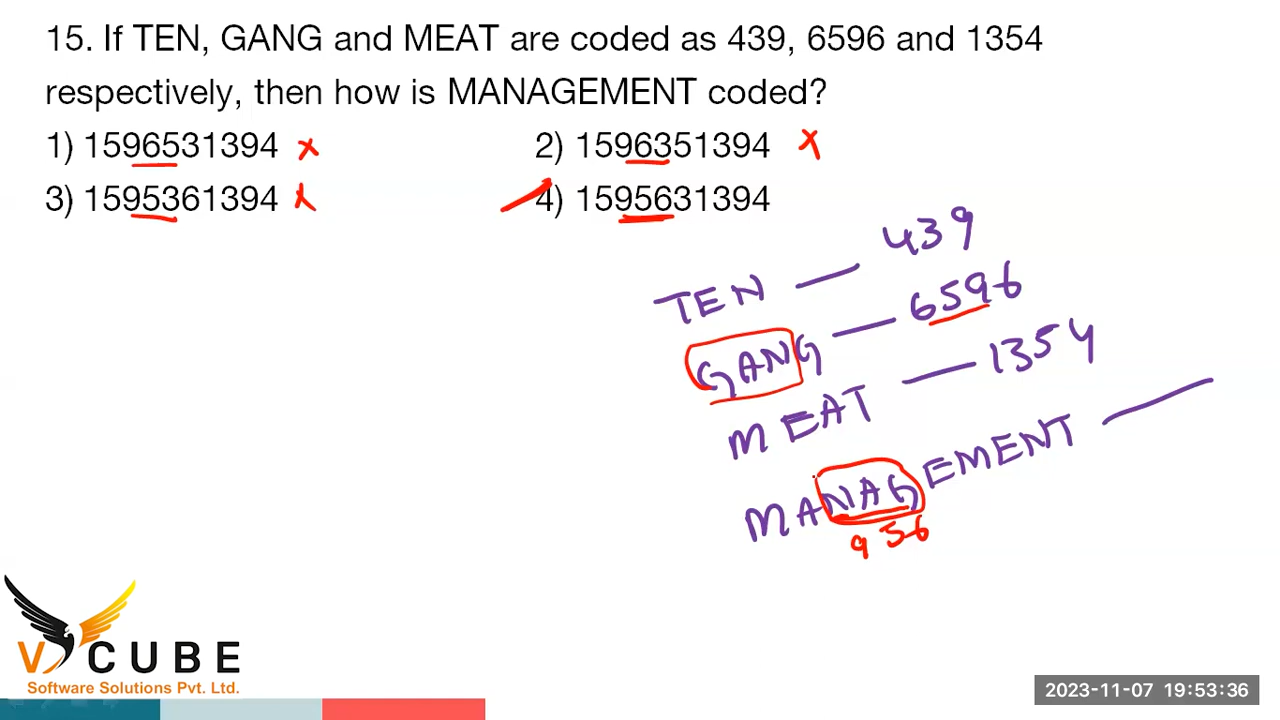 15. If TEN, GANG and MEAT are coded as 439, 6596 and 1354
respectively, then how is MANAGEMENT coded?
1) 1596531394 x 2) 1596351394 x
3) 1595361394 x 4) 1595631394
TEN — 439
GANG — 6596
MEAT — 1354
MANAGEMENT —
956
V CUBE
Software Solutions Pvt. Ltd.
2023-11-07 19:53:36